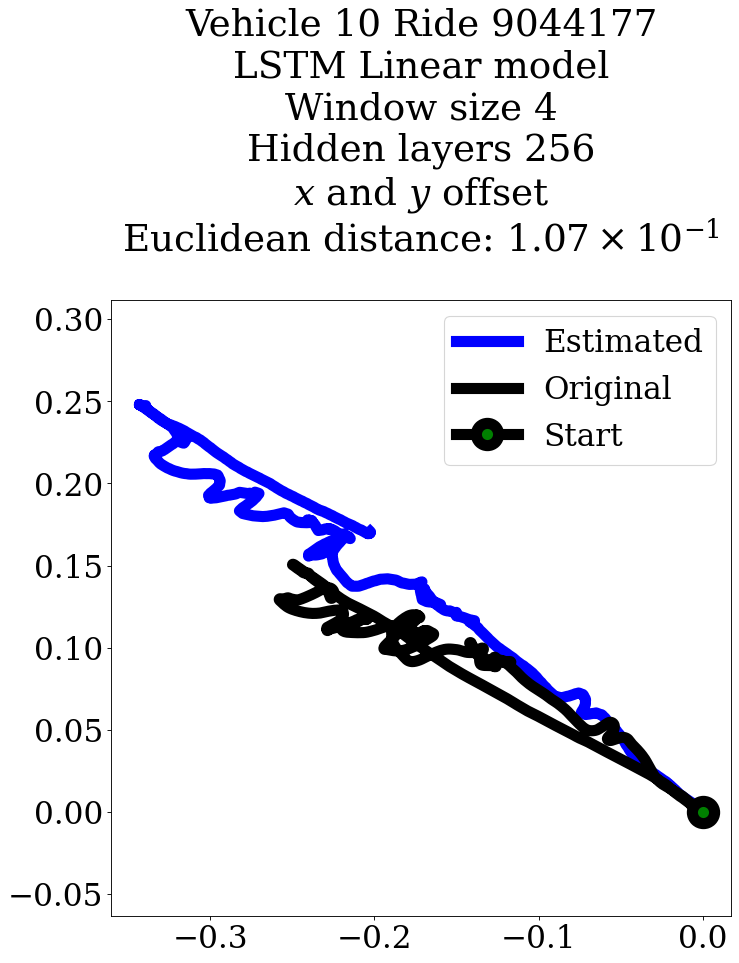 Vehicle 10 Ride 9044177
LSTM Linear model
Window size 4
Hidden layers 256
x and y offset
Euclidean distance: 1.07 × 10⁻¹
Estimated
Original
Start
0.30
0.25
0.20
0.15
0.10
0.05
0.00
−0.05
−0.3
−0.2
−0.1
0.0